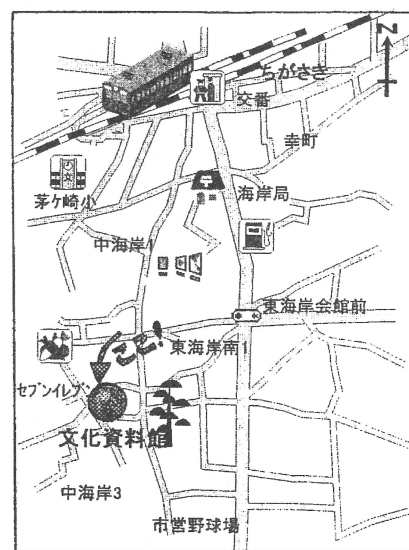 N
ちがさき
交番
幸町
茅ヶ崎小
海岸局
中海岸1
東海岸会館前
ここ!
東海岸南1
セブンイレブン
文化資料館
中海岸3
市営野球場